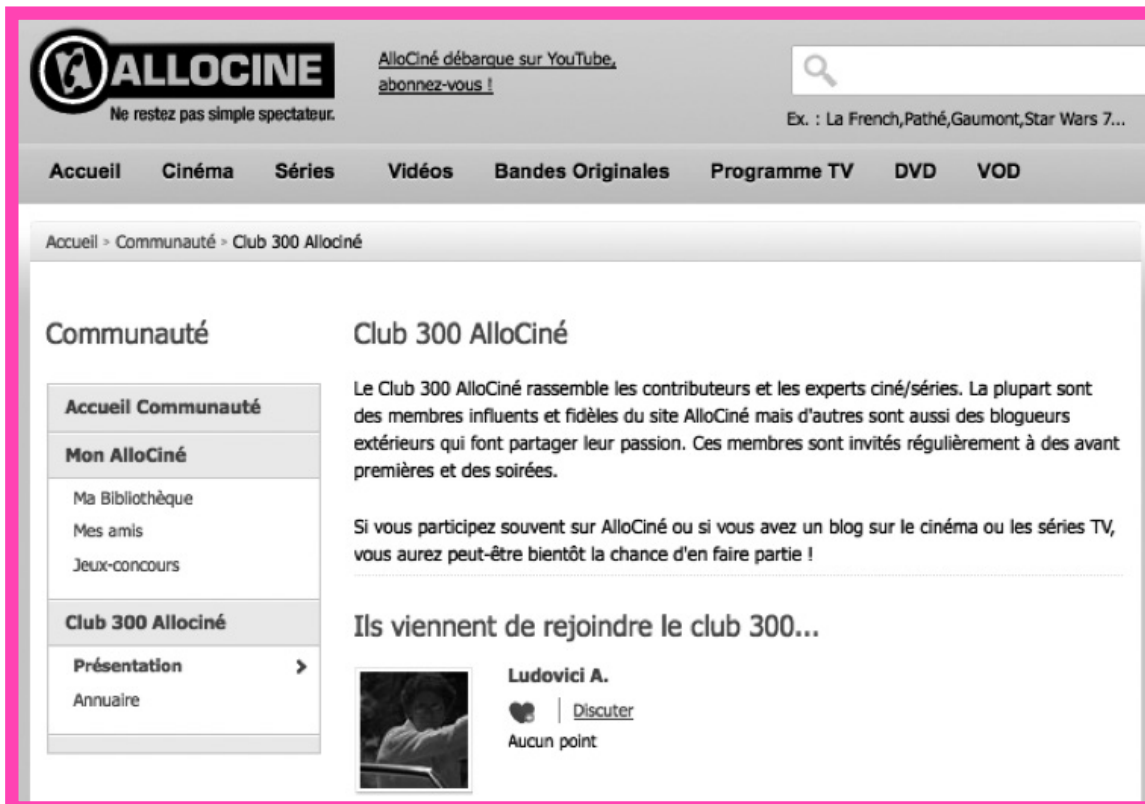 ALLOCINE
Ne restez pas simple spectateur.
AlloCiné débarque sur YouTube,
abonnez-vous !
Ex. : La French,Pathé,Gaumont,Star Wars 7...
Accueil Cinéma Séries Vidéos Bandes Originales Programme TV DVD VOD
Accueil > Communauté > Club 300 Allociné
Communauté
Accueil Communauté
Mon AlloCiné
Ma Bibliothèque
Mes amis
Jeux-concours
Club 300 Allociné
Présentation
Annuaire
Club 300 AlloCiné
Le Club 300 AlloCiné rassemble les contributeurs et les experts ciné/séries. La plupart sont
des membres influents et fidèles du site AlloCiné mais d'autres sont aussi des blogueurs
extérieurs qui font partager leur passion. Ces membres sont invités régulièrement à des avant
premières et des soirées.
Si vous participez souvent sur AlloCiné ou si vous avez un blog sur le cinéma ou les séries TV,
vous aurez peut-être bientôt la chance d'en faire partie !
Ils viennent de rejoindre le club 300...
Ludovici A.
Discuter
Aucun point